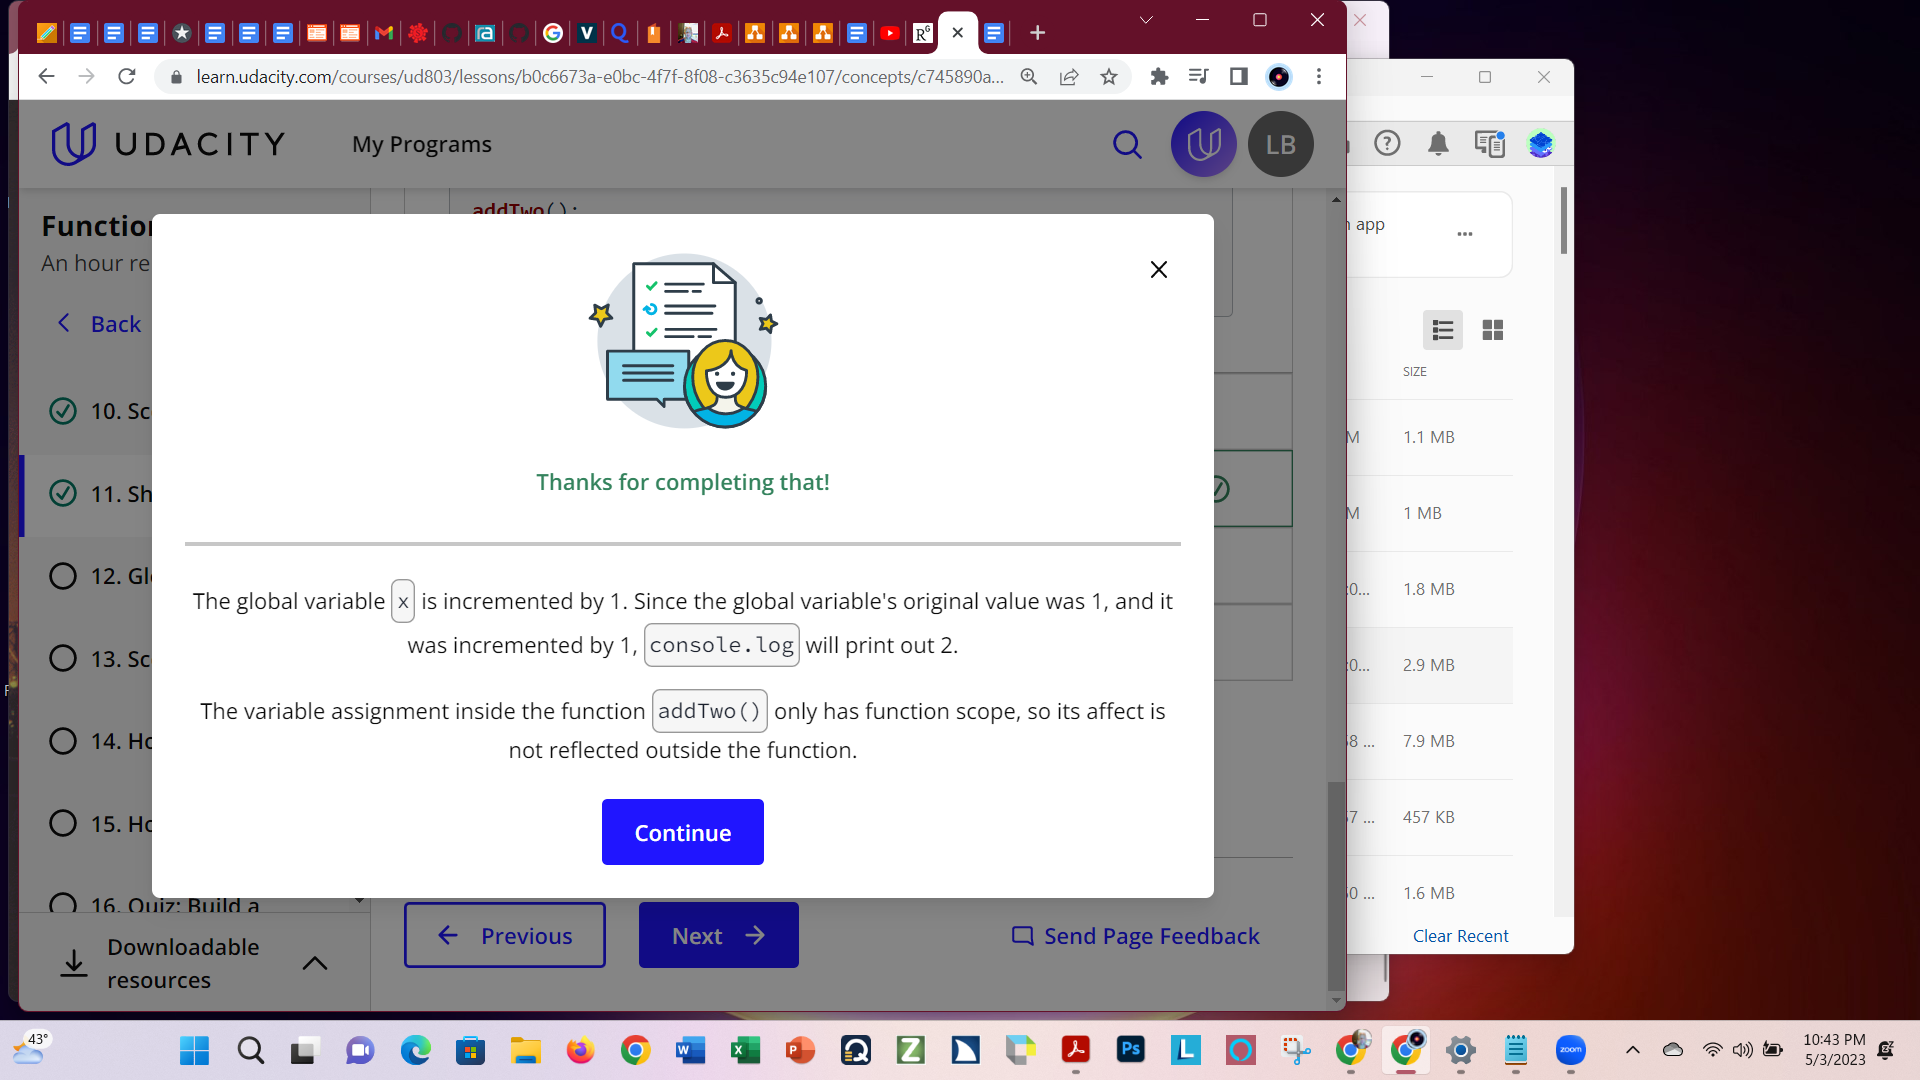 learn.udacity.com/courses/ud803/lessons/b0c6673a-e0bc-4f7f-8f08-c3635c94e107/concepts/c745890a...
UDACITY
My Programs
LB
Function
An hour re
Back
10. Sc
11. Sh
12. Gl
13. Sc
14. Ho
15. Ho
16. Quiz: Build a
Downloadable
resources
addTwo();
Thanks for completing that!
The global variable x is incremented by 1. Since the global variable's original value was 1, and it
was incremented by 1, console.log will print out 2.
The variable assignment inside the function addTwo() only has function scope, so its affect is
not reflected outside the function.
Continue
Previous
Next
Send Page Feedback
app
SIZE
M 1.1 MB
M 1 MB
:0... 1.8 MB
:0... 2.9 MB
8 ... 7.9 MB
7 ... 457 KB
0 ... 1.6 MB
Clear Recent
43°
10:43 PM
5/3/2023